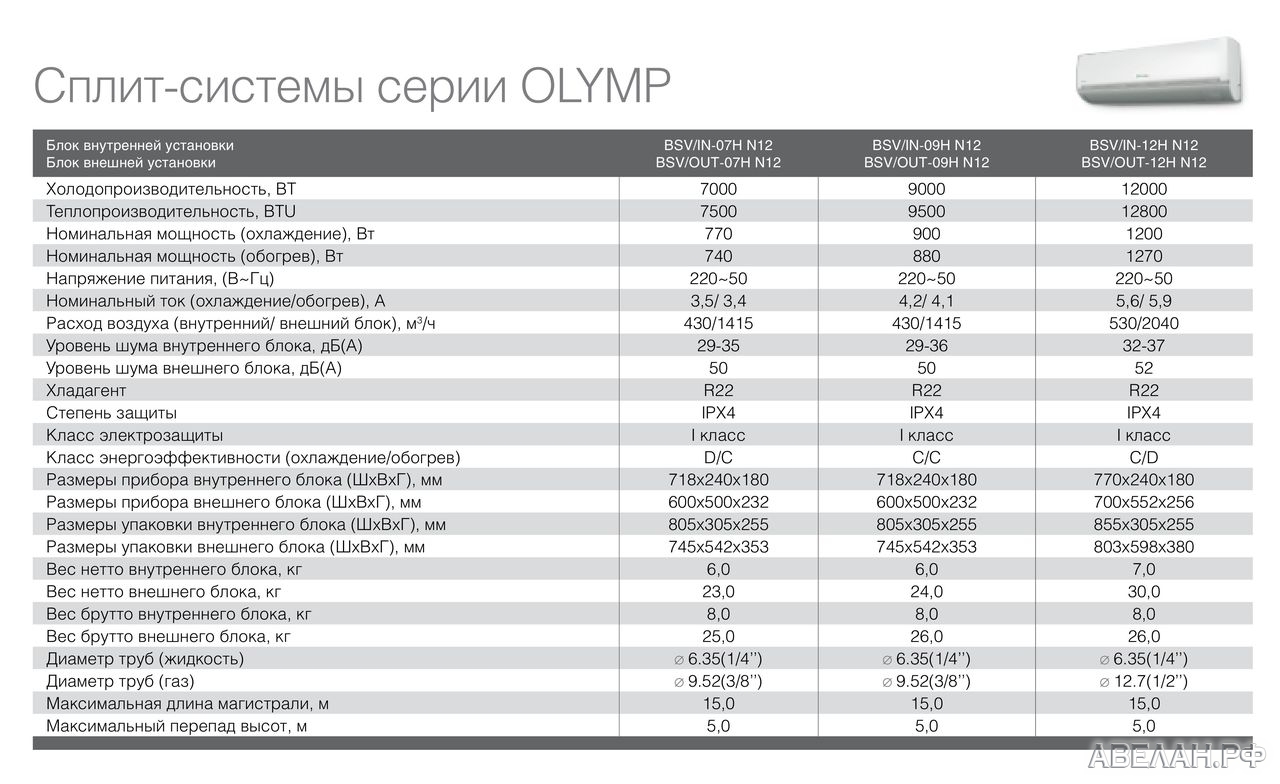 Сплит-системы серии OLYMP
Блок внутренней установки BSV/IN-07H N12 BSV/IN-09H N12 BSV/IN-12H N12
Блок внешней установки BSV/OUT-07H N12 BSV/OUT-09H N12 BSV/OUT-12H N12
Холодопроизводительность, ВТ 7000 9000 12000
Теплопроизводительность, BTU 7500 9500 12800
Номинальная мощность (охлаждение), Вт 770 900 1200
Номинальная мощность (обогрев), Вт 740 880 1270
Напряжение питания, (В~Гц) 220~50 220~50 220~50
Номинальный ток (охлаждение/обогрев), А 3,5/ 3,4 4,2/ 4,1 5,6/ 5,9
Расход воздуха (внутренний/ внешний блок), м³/ч 430/1415 430/1415 530/2040
Уровень шума внутреннего блока, дБ(А) 29-35 29-36 32-37
Уровень шума внешнего блока, дБ(А) 50 50 52
Хладагент R22 R22 R22
Степень защиты IPX4 IPX4 IPX4
Класс электрозащиты I класс I класс I класс
Класс энергоэффективности (охлаждение/обогрев) D/C C/C C/D
Размеры прибора внутреннего блока (ШхВхГ), мм 718x240x180 718x240x180 770x240x180
Размеры прибора внешнего блока (ШхВхГ), мм 600x500x232 600x500x232 700x552x256
Размеры упаковки внутреннего блока (ШхВхГ), мм 805x305x255 805x305x255 855x305x255
Размеры упаковки внешнего блока (ШхВхГ), мм 745x542x353 745x542x353 803x598x380
Вес нетто внутреннего блока, кг 6,0 6,0 7,0
Вес нетто внешнего блока, кг 23,0 24,0 30,0
Вес брутто внутреннего блока, кг 8,0 8,0 8,0
Вес брутто внешнего блока, кг 25,0 26,0 26,0
Диаметр труб (жидкость) ⌀ 6.35(1/4’’) ⌀ 6.35(1/4’’) ⌀ 6.35(1/4’’)
Диаметр труб (газ) ⌀ 9.52(3/8’’) ⌀ 9.52(3/8’’) ⌀ 12.7(1/2’’)
Максимальная длина магистрали, м 15,0 15,0 15,0
Максимальный перепад высот, м 5,0 5,0 5,0
АВЕЛАН.РФ